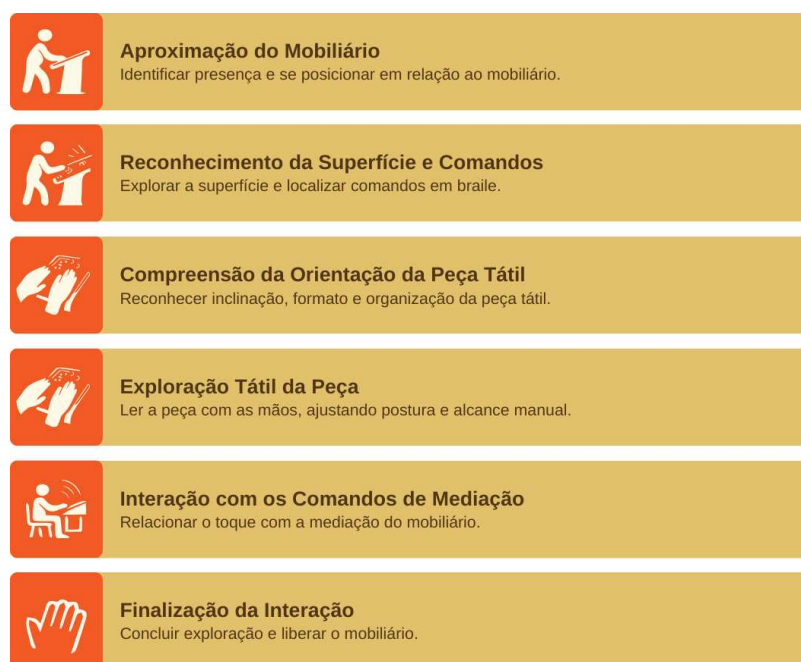 Aproximação do Mobiliário
Identificar presença e se posicionar em relação ao mobiliário.
Reconhecimento da Superfície e Comandos
Explorar a superfície e localizar comandos em braile.
Compreensão da Orientação da Peça Tátil
Reconhecer inclinação, formato e organização da peça tátil.
Exploração Tátil da Peça
Ler a peça com as mãos, ajustando postura e alcance manual.
Interação com os Comandos de Mediação
Relacionar o toque com a mediação do mobiliário.
Finalização da Interação
Concluir exploração e liberar o mobiliário.